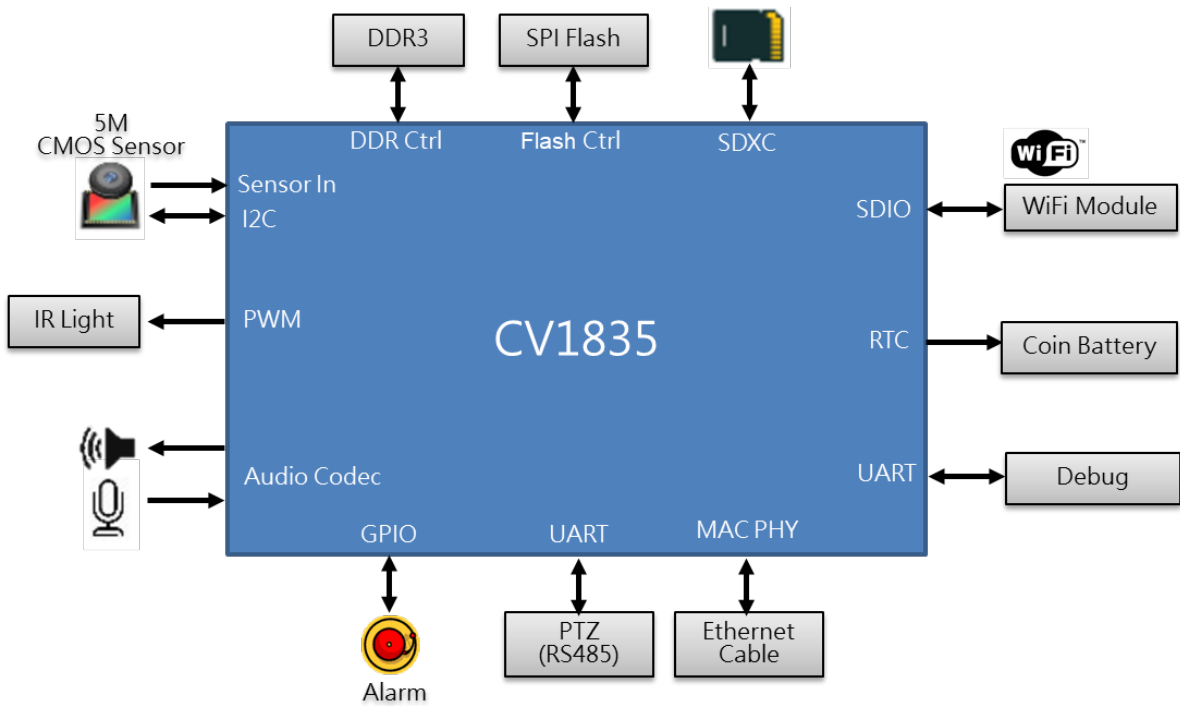 DDR3
SPI Flash
5M
CMOS Sensor
DDR Ctrl
Flash Ctrl
SDXC
WiFi
Sensor In
I2C
SDIO
WiFi Module
IR Light
PWM
CV1835
RTC
Coin Battery
Audio Codec
UART
Debug
GPIO
UART
MAC PHY
PTZ
(RS485)
Ethernet
Cable
Alarm